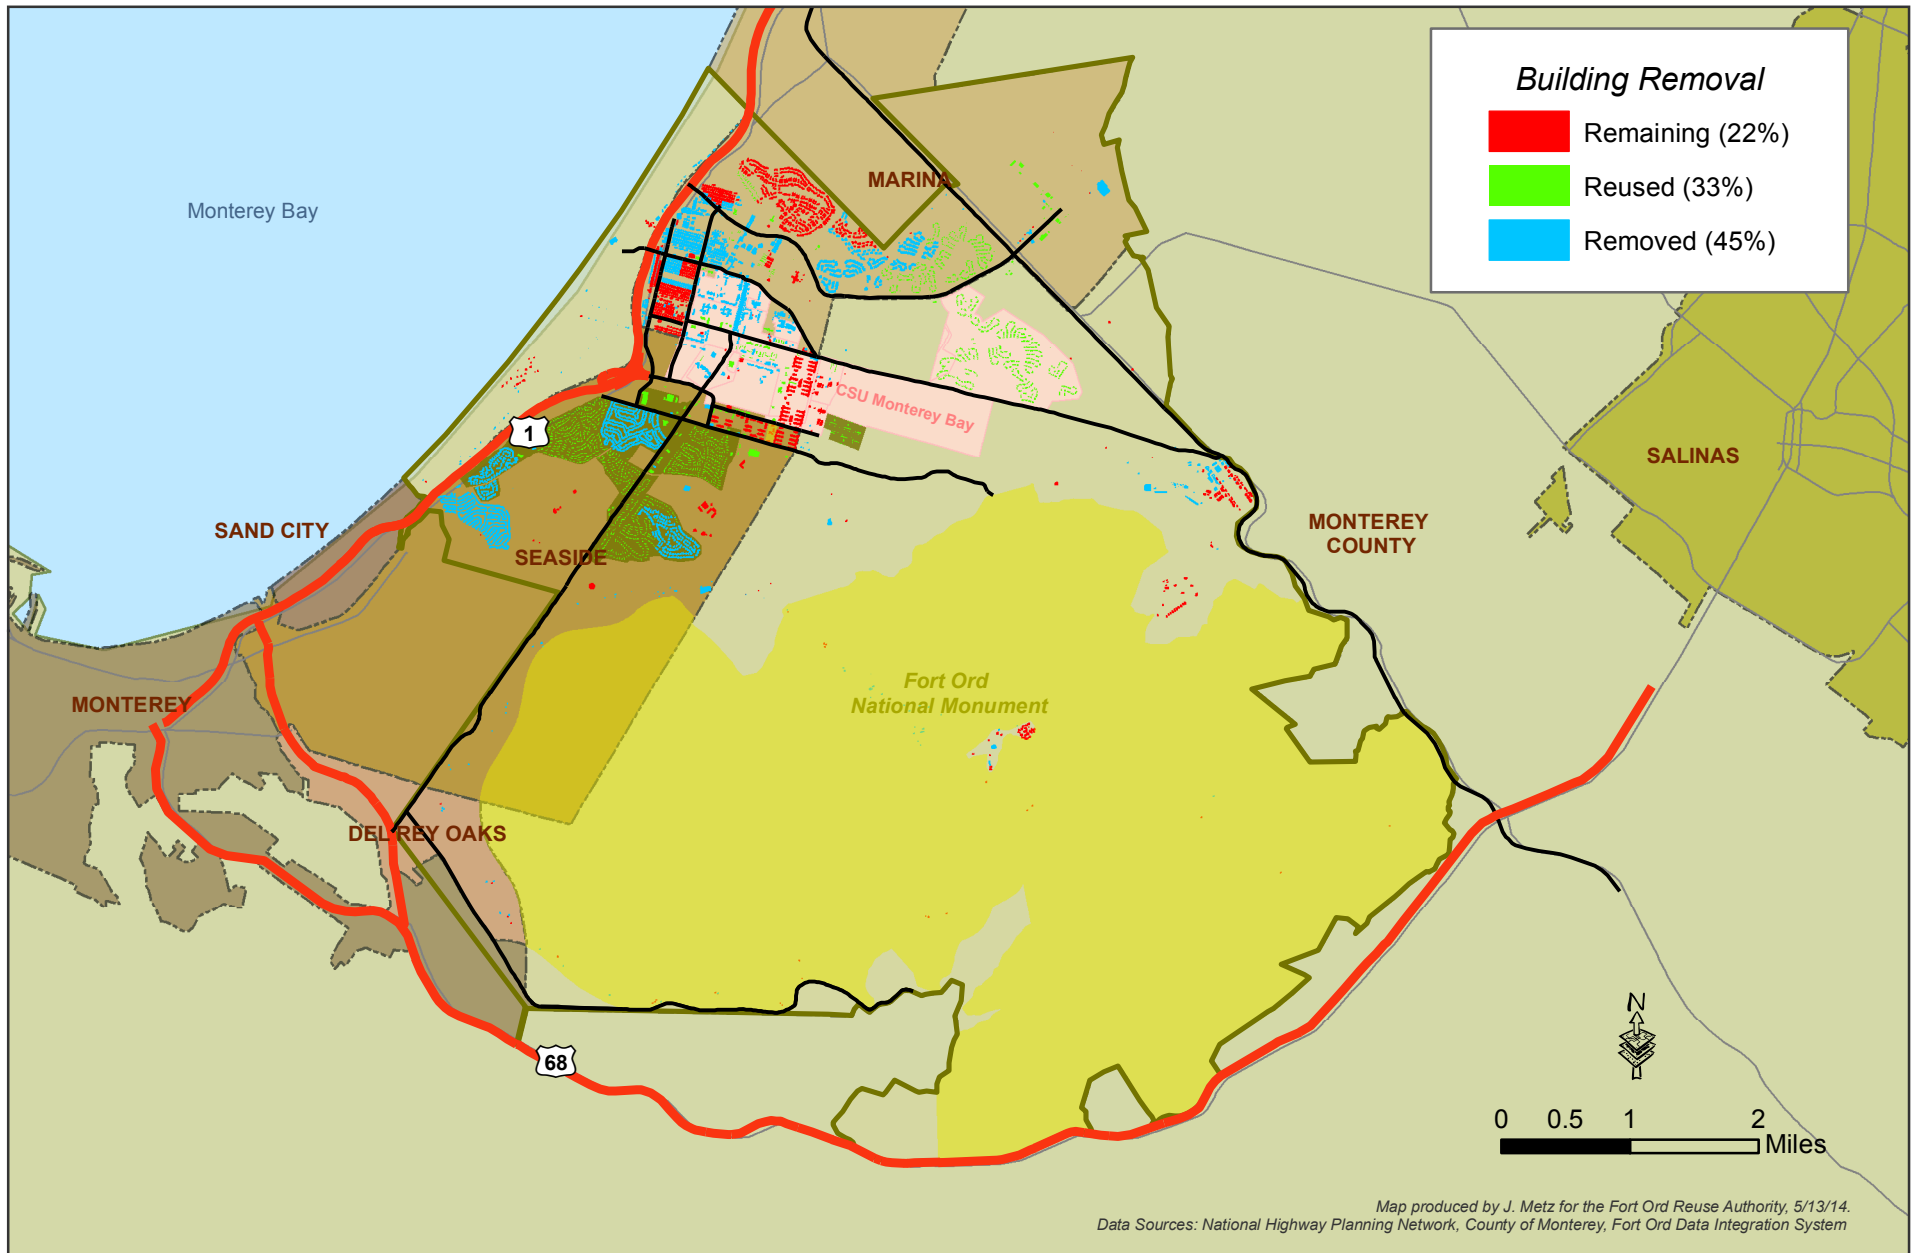 Building Removal
Remaining (22%)
Reused (33%)
Removed (45%)
Monterey Bay
MARINA
CSU Monterey Bay
1
SALINAS
SAND CITY
MONTEREY
COUNTY
SEASIDE
Fort Ord
National Monument
MONTEREY
DEL REY OAKS
N
68
0 0.5 1 2
Miles
Map produced by J. Metz for the Fort Ord Reuse Authority, 5/13/14.
Data Sources: National Highway Planning Network, County of Monterey, Fort Ord Data Integration System